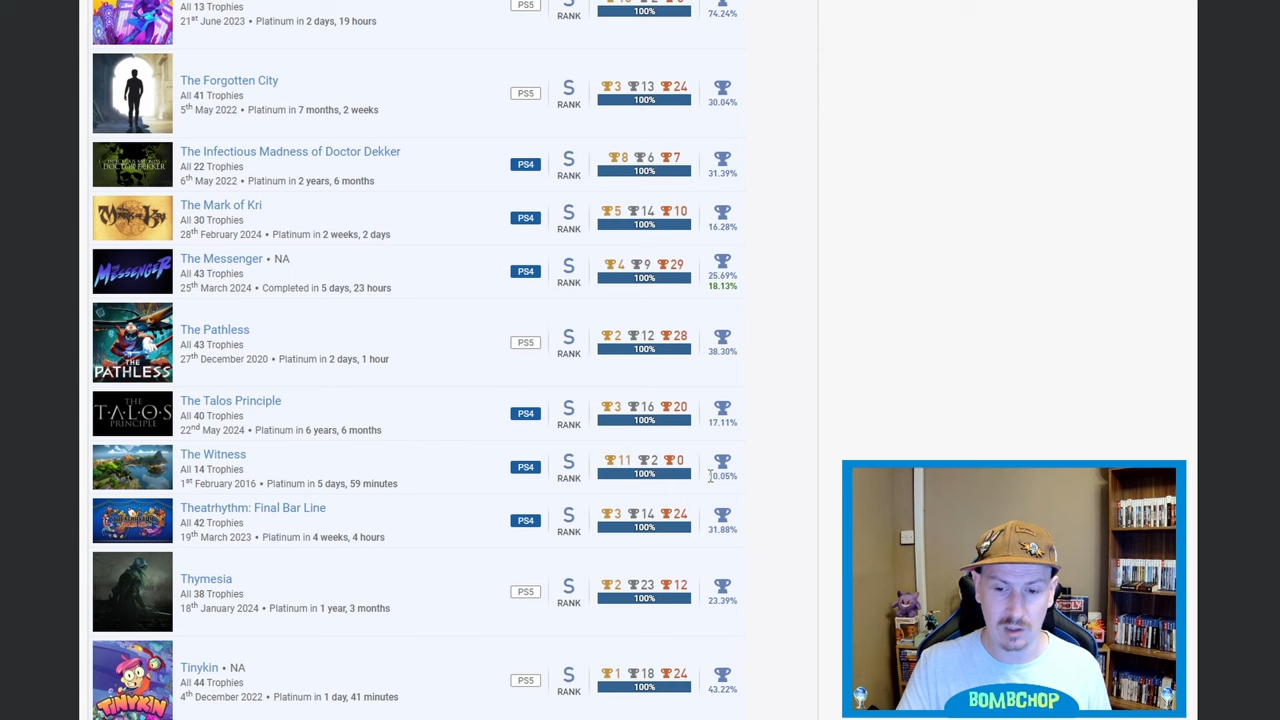 All 13 Trophies
21st June 2023 • Platinum in 2 days, 19 hours
PS5
S
100%
74.24%
The Forgotten City
All 41 Trophies
5th May 2022 • Platinum in 7 months, 2 weeks
PS5
S
RANK
3 13 24
100%
30.04%
THE PATHLESS
The Infectious Madness of Doctor Dekker
All 22 Trophies
6th May 2022 • Platinum in 2 years, 6 months
PS4
S
RANK
8 6 7
100%
31.39%
The Mark of Kri
All 30 Trophies
28th February 2024 • Platinum in 2 weeks, 2 days
PS4
S
RANK
5 14 10
100%
16.28%
MESSENGER
The Messenger • NA
All 43 Trophies
25th March 2024 • Completed in 5 days, 23 hours
PS4
S
RANK
4 9 29
100%
25.69%
18.13%
The Pathless
All 43 Trophies
27th December 2020 • Platinum in 2 days, 1 hour
PS5
S
RANK
2 12 28
100%
38.30%
THE
TALOS
PRINCIPLE
The Talos Principle
All 40 Trophies
22nd May 2024 • Platinum in 6 years, 6 months
PS4
S
RANK
3 16 20
100%
17.11%
The Witness
All 14 Trophies
1st February 2016 • Platinum in 5 days, 59 minutes
PS4
S
RANK
11 2 0
100%
Theatrhythm: Final Bar Line
All 42 Trophies
19th March 2023 • Platinum in 4 weeks, 4 hours
PS4
S
RANK
3 14 24
100%
31.88%
Thymesia
All 38 Trophies
18th January 2024 • Platinum in 1 year, 3 months
PS5
S
RANK
2 23 12
100%
23.39%
TINYKIN
Tinykin • NA
All 44 Trophies
4th December 2022 • Platinum in 1 day, 41 minutes
PS5
S
RANK
1 18 24
100%
43.22%
BOMBCHOP